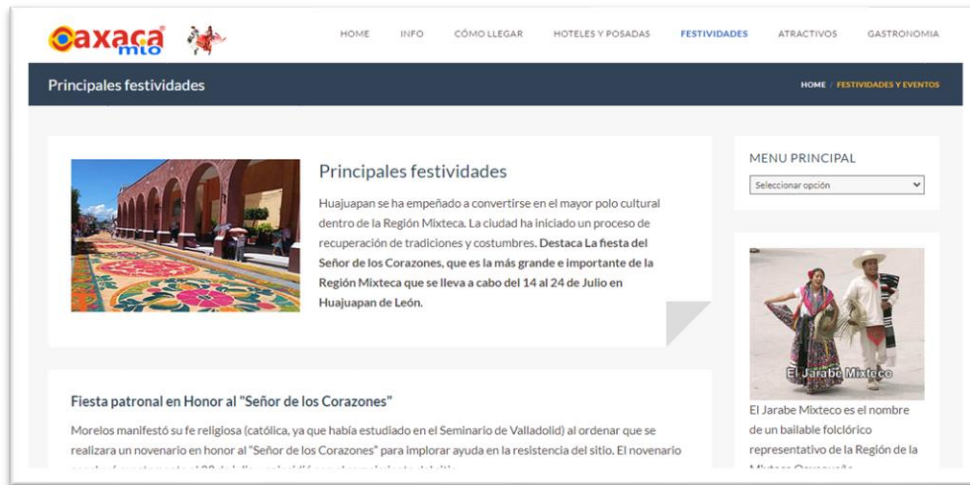 Oaxaca
mio
HOME INFO CÓMO LLEGAR HOTELES Y POSADAS FESTIVIDADES ATRACTIVOS GASTRONOMIA
Principales festividades
HOME / FESTIVIDADES Y EVENTOS
Principales festividades
Huajuapan se ha empeñado a convertirse en el mayor polo cultural
dentro de la Región Mixteca. La ciudad ha iniciado un proceso de
recuperación de tradiciones y costumbres. Destaca La fiesta del
Señor de los Corazones, que es la más grande e importante de la
Región Mixteca que se lleva a cabo del 14 al 24 de Julio en
Huajuapan de León.
Fiesta patronal en Honor al "Señor de los Corazones"
Morelos manifestó su fe religiosa (católica, ya que había estudiado en el Seminario de Valladolid) al ordenar que se
realizara un novenario en honor al "Señor de los Corazones" para implorar ayuda en la resistencia del sitio. El novenario
MENU PRINCIPAL
Seleccionar opción
El Jarabe Mixteco
El Jarabe Mixteco es el nombre
de un bailable folclórico
representativo de la Región de la